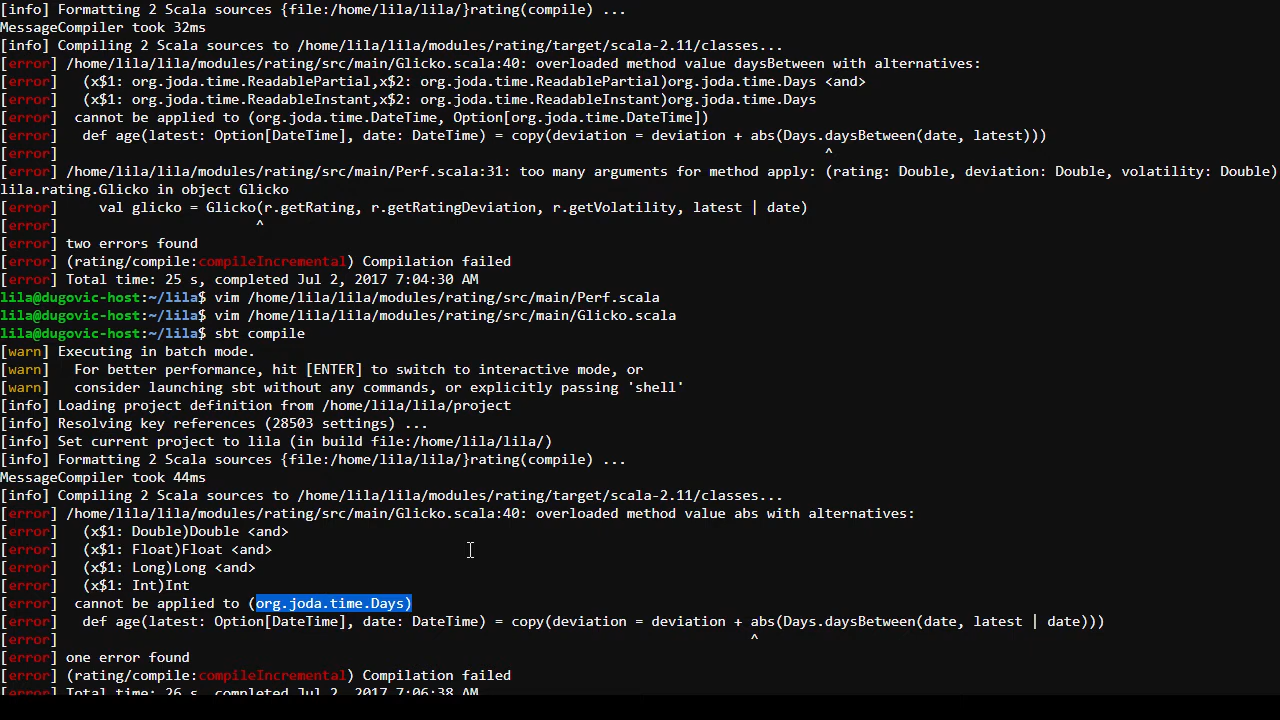 [info] Formatting 2 Scala sources {file:/home/lila/lila/}rating(compile) ...
MessageCompiler took 32ms
[info] Compiling 2 Scala sources to /home/lila/lila/modules/rating/target/scala-2.11/classes...
[error] /home/lila/lila/modules/rating/src/main/Glicko.scala:40: overloaded method value daysBetween with alternatives:
[error]   (x$1: org.joda.time.ReadablePartial,x$2: org.joda.time.ReadablePartial)org.joda.time.Days <and>
[error]   (x$1: org.joda.time.ReadableInstant,x$2: org.joda.time.ReadableInstant)org.joda.time.Days
[error]  cannot be applied to (org.joda.time.DateTime, Option[org.joda.time.DateTime])
[error]   def age(latest: Option[DateTime], date: DateTime) = copy(deviation = deviation + abs(Days.daysBetween(date, latest)))
[error]                                                                                              ^
[error] /home/lila/lila/modules/rating/src/main/Perf.scala:31: too many arguments for method apply: (rating: Double, deviation: Double, volatility: Double)
lila.rating.Glicko in object Glicko
[error]     val glicko = Glicko(r.getRating, r.getRatingDeviation, r.getVolatility, latest | date)
[error]                        ^
[error] two errors found
[error] (rating/compile:compileIncremental) Compilation failed
[error] Total time: 25 s, completed Jul 2, 2017 7:04:30 AM
lila@dugovic-host:~/lila$ vim /home/lila/lila/modules/rating/src/main/Perf.scala
lila@dugovic-host:~/lila$ vim /home/lila/lila/modules/rating/src/main/Glicko.scala
lila@dugovic-host:~/lila$ sbt compile
[warn] Executing in batch mode.
[warn]   For better performance, hit [ENTER] to switch to interactive mode, or
[warn]   consider launching sbt without any commands, or explicitly passing 'shell'
[info] Loading project definition from /home/lila/lila/project
[info] Resolving key references (28503 settings) ...
[info] Set current project to lila (in build file:/home/lila/lila/)
[info] Formatting 2 Scala sources {file:/home/lila/lila/}rating(compile) ...
MessageCompiler took 44ms
[info] Compiling 2 Scala sources to /home/lila/lila/modules/rating/target/scala-2.11/classes...
[error] /home/lila/lila/modules/rating/src/main/Glicko.scala:40: overloaded method value abs with alternatives:
[error]   (x$1: Double)Double <and>
[error]   (x$1: Float)Float <and>
[error]   (x$1: Long)Long <and>
[error]   (x$1: Int)Int
[error]  cannot be applied to (org.joda.time.Days)
[error]   def age(latest: Option[DateTime], date: DateTime) = copy(deviation = deviation + abs(Days.daysBetween(date, latest | date)))
[error]                                                                                     ^
[error] one error found
[error] (rating/compile:compileIncremental) Compilation failed
[error] Total time: 26 s, completed Jul 2, 2017 7:06:38 AM